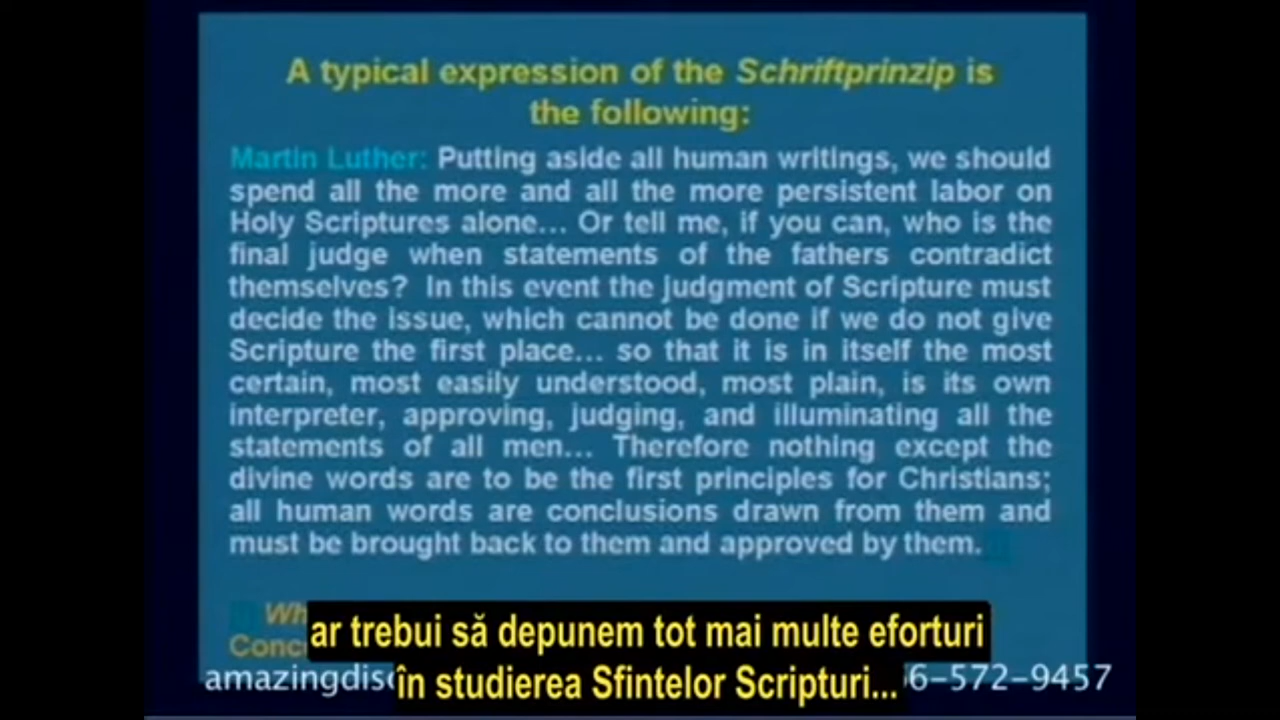 A typical expression of the Schriftprinzip is
the following:
Martin Luther: Putting aside all human writings, we should
spend all the more and all the more persistent labor on
Holy Scriptures alone... Or tell me, if you can, who is the
final judge when statements of the fathers contradict
themselves? In this event the judgment of Scripture must
decide the issue, which cannot be done if we do not give
Scripture the first place... so that it is in itself the most
certain, most easily understood, most plain, is its own
interpreter, approving, judging, and illuminating all the
statements of all men... Therefore nothing except the
divine words are to be the first principles for Christians;
all human words are conclusions drawn from them and
must be brought back to them and approved by them.
ar trebui să depunem tot mai multe eforturi
în studierea Sfintelor Scripturi...
6-572-9457